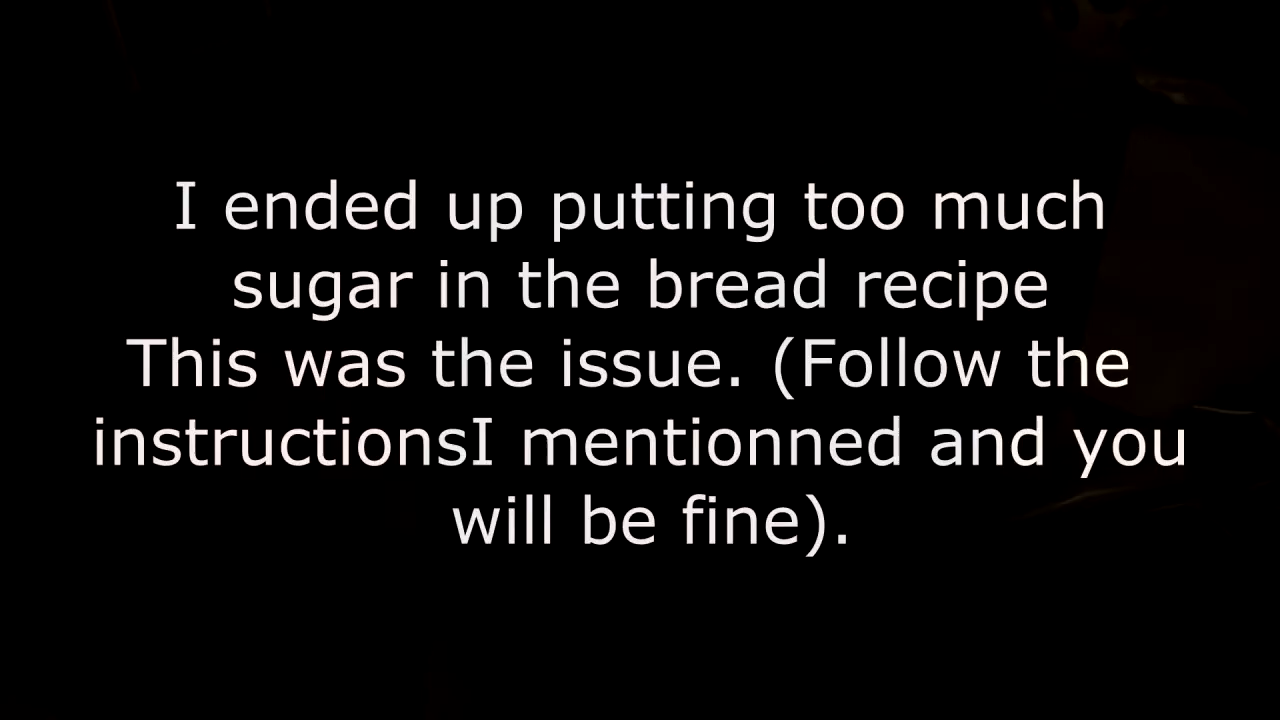 I ended up putting too much
sugar in the bread recipe
This was the issue. (Follow the
instructionsI mentionned and you
will be fine).